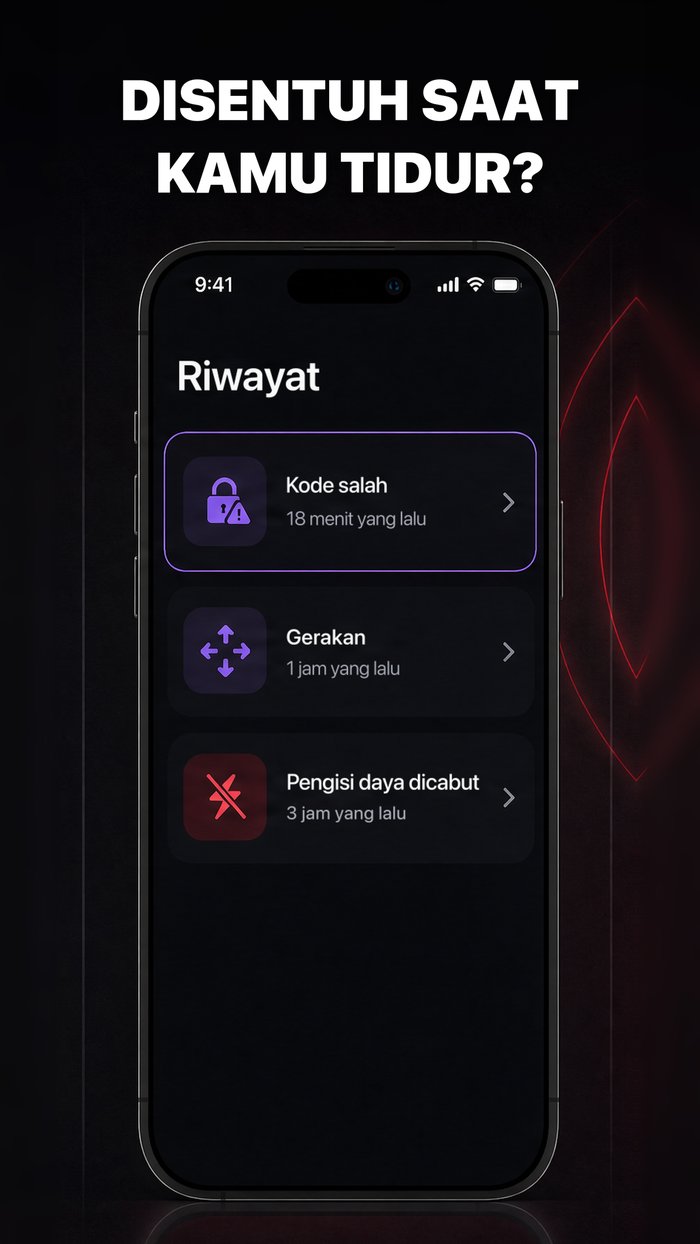 DISENTUH SAAT
KAMU TIDUR?
9:41
Riwayat
Kode salah
18 menit yang lalu
Gerakan
1 jam yang lalu
Pengisi daya dicabut
3 jam yang lalu